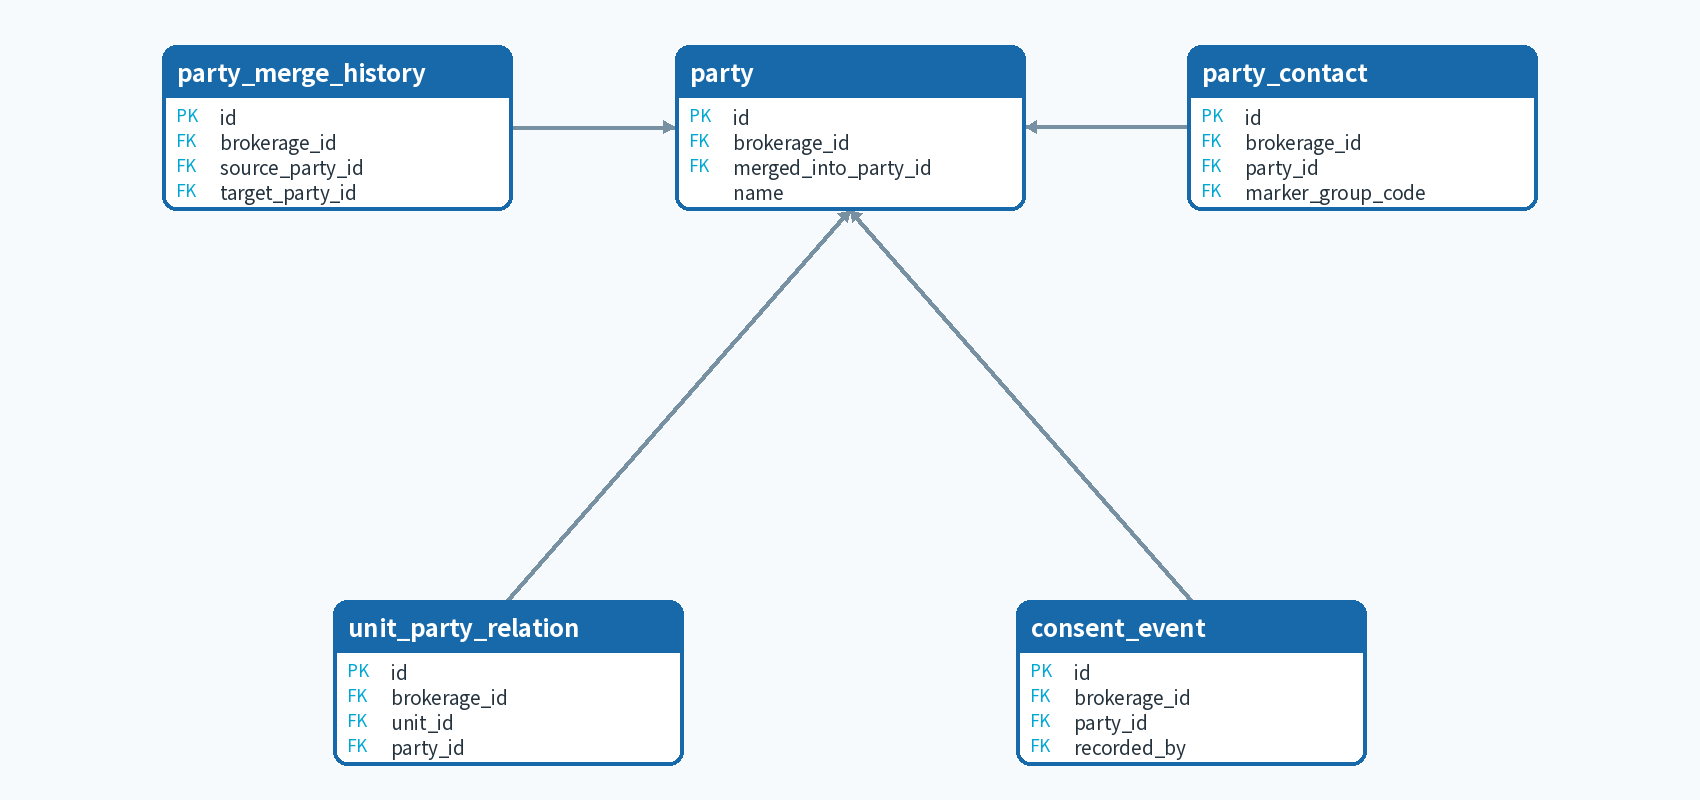 party_merge_history
PK id
FK brokerage_id
FK source_party_id
FK target_party_id
party
PK id
FK brokerage_id
FK merged_into_party_id
name
party_contact
PK id
FK brokerage_id
FK party_id
FK marker_group_code
unit_party_relation
PK id
FK brokerage_id
FK unit_id
FK party_id
consent_event
PK id
FK brokerage_id
FK party_id
FK recorded_by